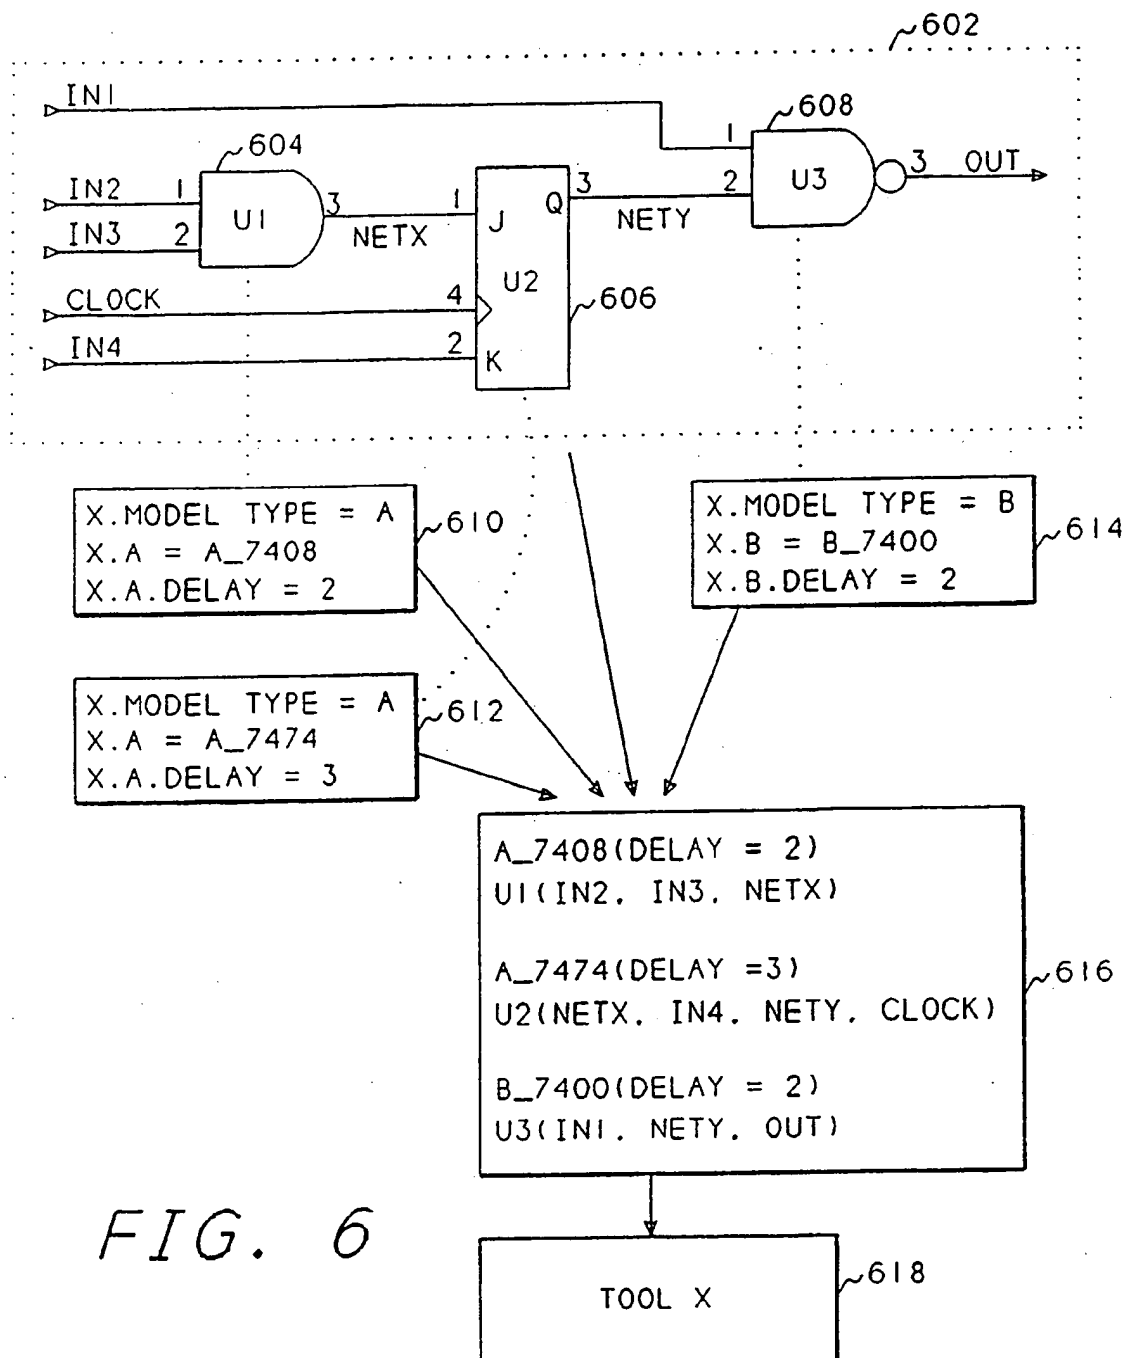 602
IN1
608
1
604
3 OUT
U3
IN2 1
3
1
3
2
U1
Q
IN3 2
NETX
J
NETY
U2
CLOCK
4
606
IN4
2
K
X.MODEL TYPE = A
X.A = A_7408
X.A.DELAY = 2
610
X.MODEL TYPE = B
X.B = B_7400
X.B.DELAY = 2
614
X.MODEL TYPE = A
X.A = A_7474
X.A.DELAY = 3
612
A_7408(DELAY = 2)
U1(IN2. IN3. NETX)
A_7474(DELAY =3)
U2(NETX. IN4. NETY. CLOCK)
B_7400(DELAY = 2)
U3(IN1. NETY. OUT)
616
FIG. 6
TOOL X
618